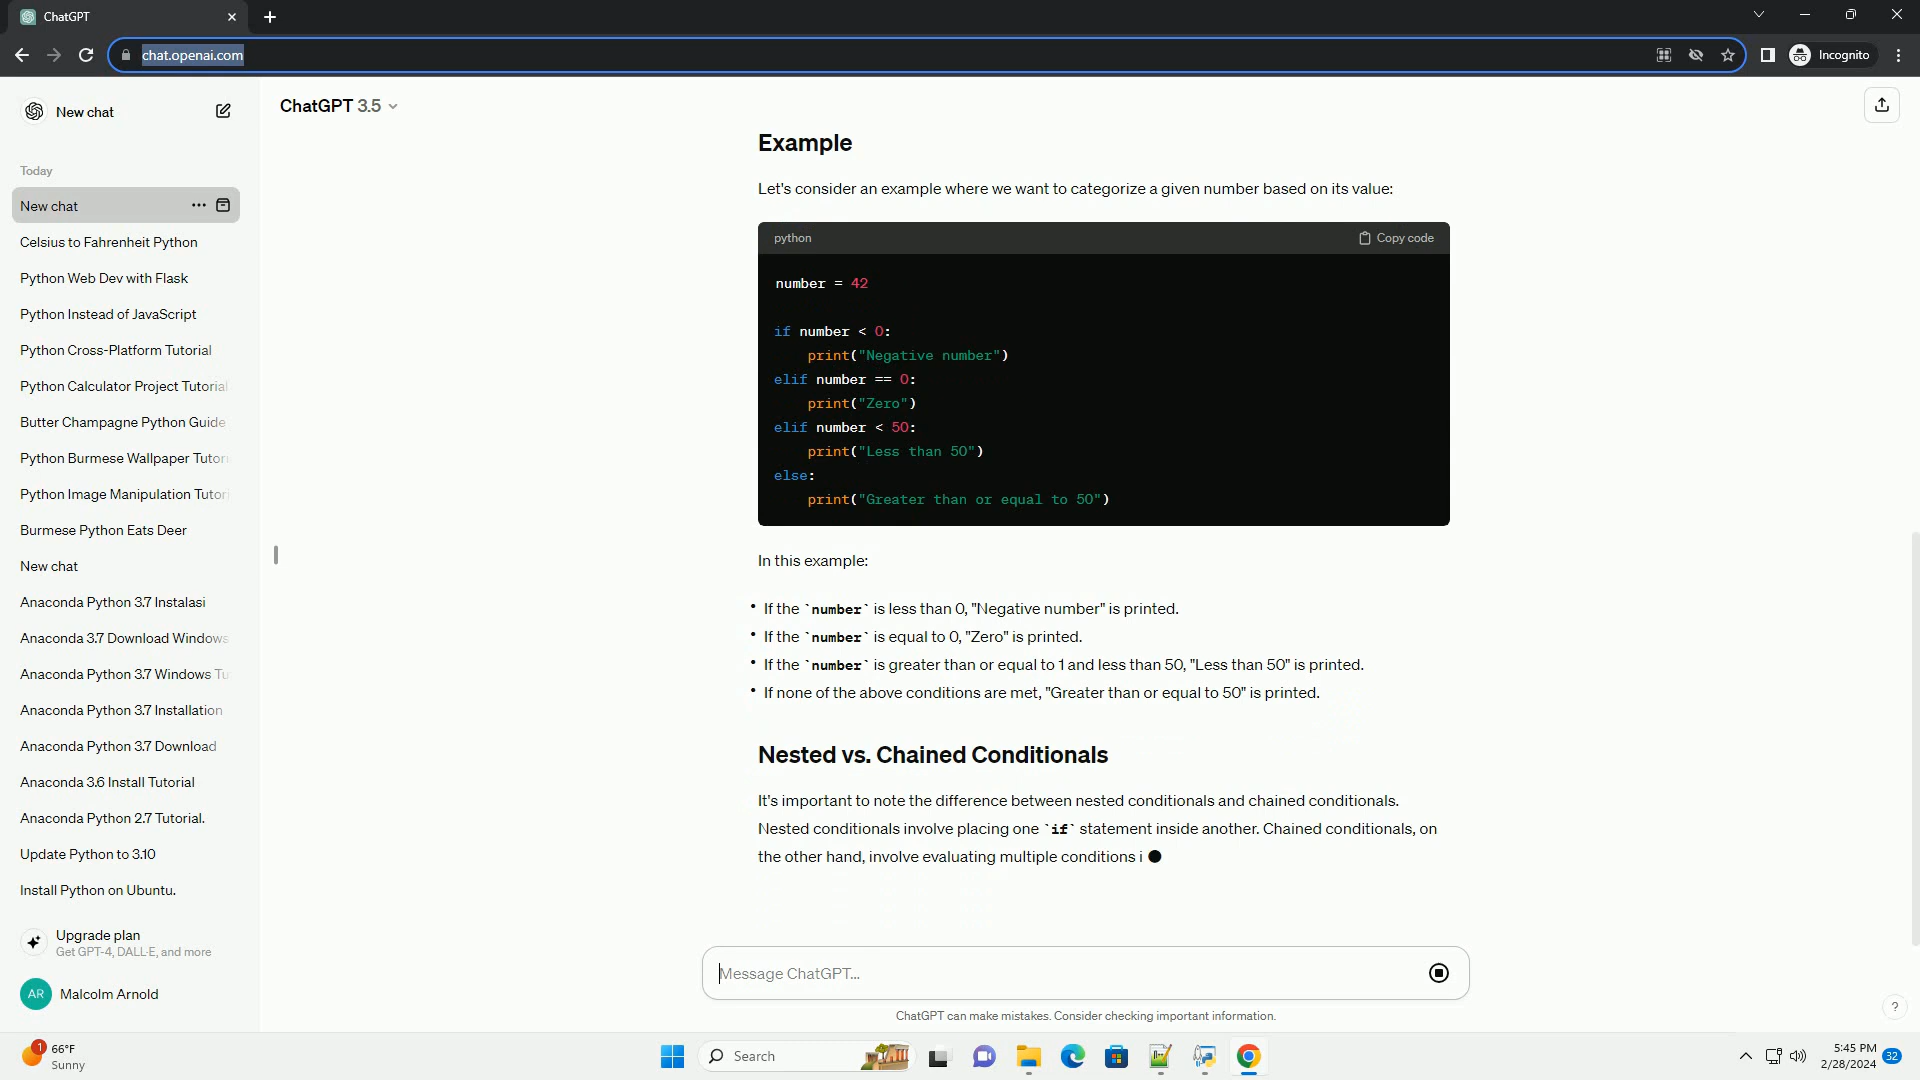 ChatGPT
chat.openai.com
Incognito
New chat
Today
New chat
Celsius to Fahrenheit Python
Python Web Dev with Flask
Python Instead of JavaScript
Python Cross-Platform Tutorial
Python Calculator Project Tutorial
Butter Champagne Python Guide
Python Burmese Wallpaper Tutori
Python Image Manipulation Tutori
Burmese Python Eats Deer
New chat
Anaconda Python 3.7 Instalasi
Anaconda 3.7 Download Windows
Anaconda Python 3.7 Windows Tu
Anaconda Python 3.7 Installation
Anaconda Python 3.7 Download
Anaconda 3.6 Install Tutorial
Anaconda Python 2.7 Tutorial.
Update Python to 3.10
Install Python on Ubuntu.
Upgrade plan
Get GPT-4, DALL·E, and more
AR Malcolm Arnold
ChatGPT 3.5
Example
Let's consider an example where we want to categorize a given number based on its value:
python Copy code
number = 42
if number < 0:
print("Negative number")
elif number == 0:
print("Zero")
elif number < 50:
print("Less than 50")
else:
print("Greater than or equal to 50")
In this example:
• If the `number` is less than 0, "Negative number" is printed.
• If the `number` is equal to 0, "Zero" is printed.
• If the `number` is greater than or equal to 1 and less than 50, "Less than 50" is printed.
• If none of the above conditions are met, "Greater than or equal to 50" is printed.
Nested vs. Chained Conditionals
It's important to note the difference between nested conditionals and chained conditionals.
Nested conditionals involve placing one `if` statement inside another. Chained conditionals, on
the other hand, involve evaluating multiple conditions i
Message ChatGPT...
ChatGPT can make mistakes. Consider checking important information.
?
1
66°F
Sunny
Search
5:45 PM
2/28/2024
32